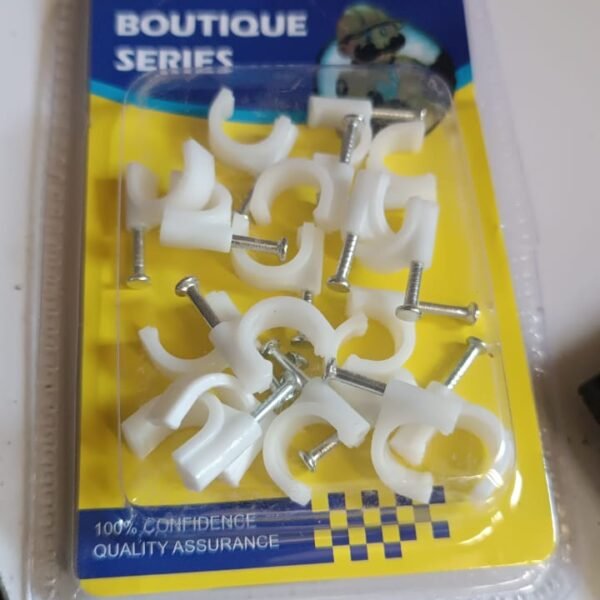 BOUTIQUE
SERIES
100% CONFIDENCE
QUALITY ASSURANCE